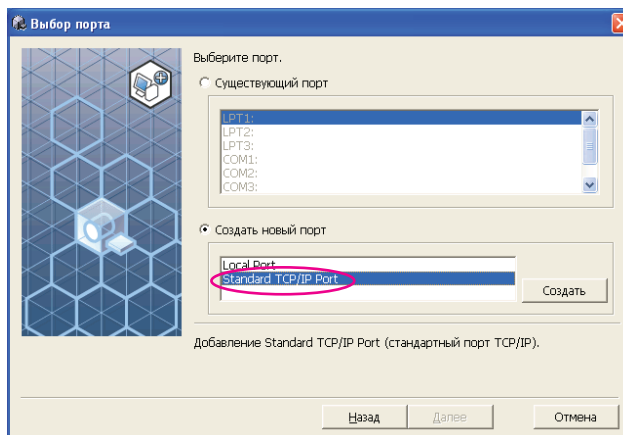 Выбор порта
Выберите порт.
Существующий порт
LPT1:
LPT2:
LPT3:
COM1:
COM2:
COM3:
Создать новый порт
Local Port
Standard TCP/IP Port
Создать
Добавление Standard TCP/IP Port (стандартный порт TCP/IP).
Назад
Далее
Отмена